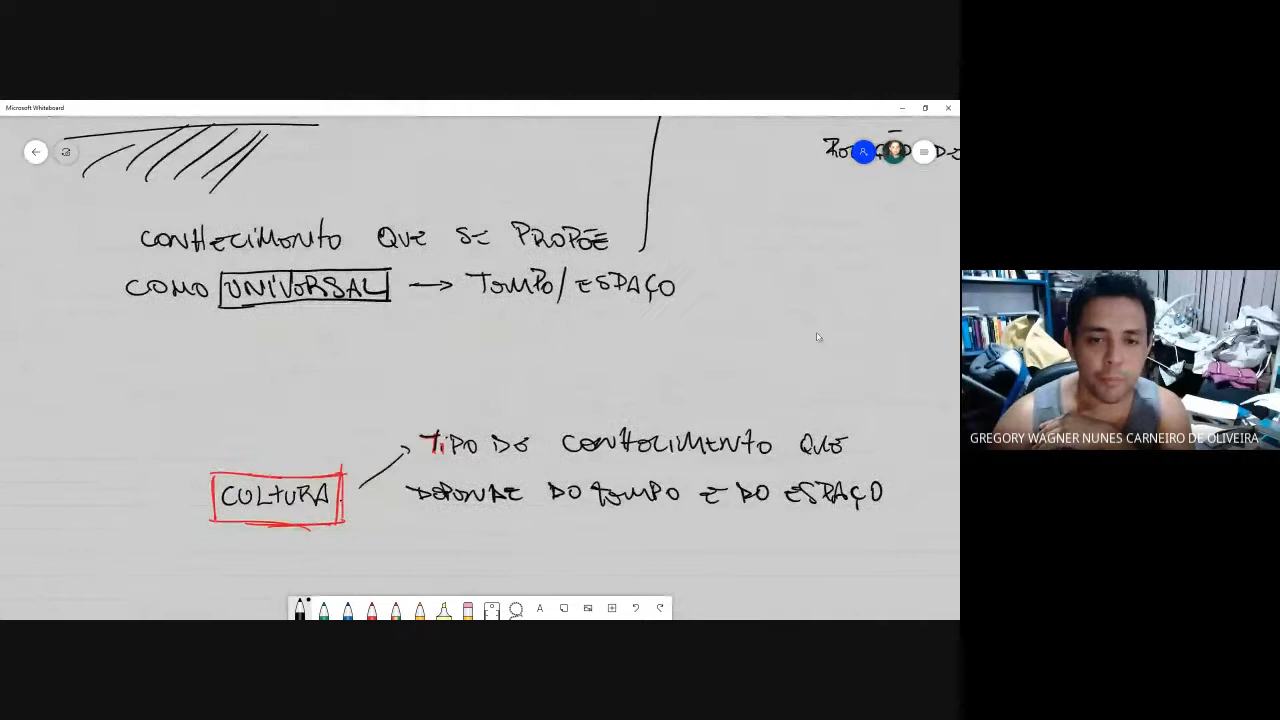 Microsoft Whiteboard
CONHECIMENTO QUE SE PROPÕE
COMO UNIVERSAL → TEMPO/ESPAÇO
TIPO DE CONHECIMENTO QUE
CULTURA
DEPENDE DO TEMPO E DO ESPAÇO
GREGORY WAGNER NUNES CARNEIRO DE OLIVEIRA